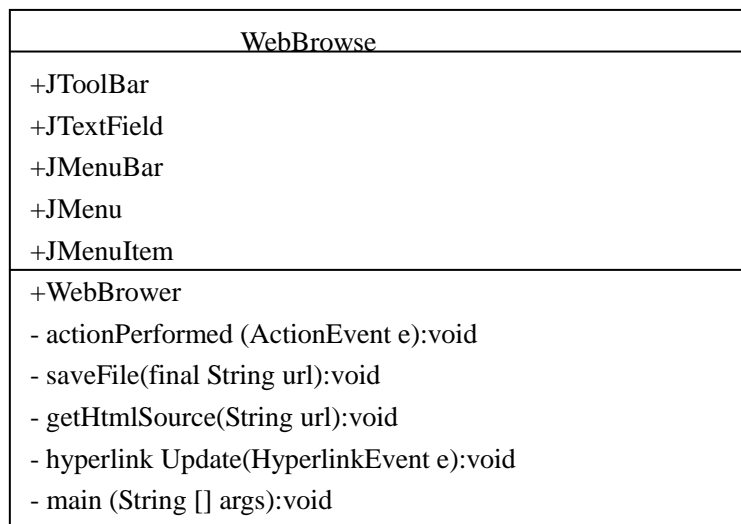 WebBrowse
+JToolBar
+JTextField
+JMenuBar
+JMenu
+JMenuItem
+WebBrower
- actionPerformed (ActionEvent e):void
- saveFile(final String url):void
- getHtmlSource(String url):void
- hyperlink Update(HyperlinkEvent e):void
- main (String [] args):void